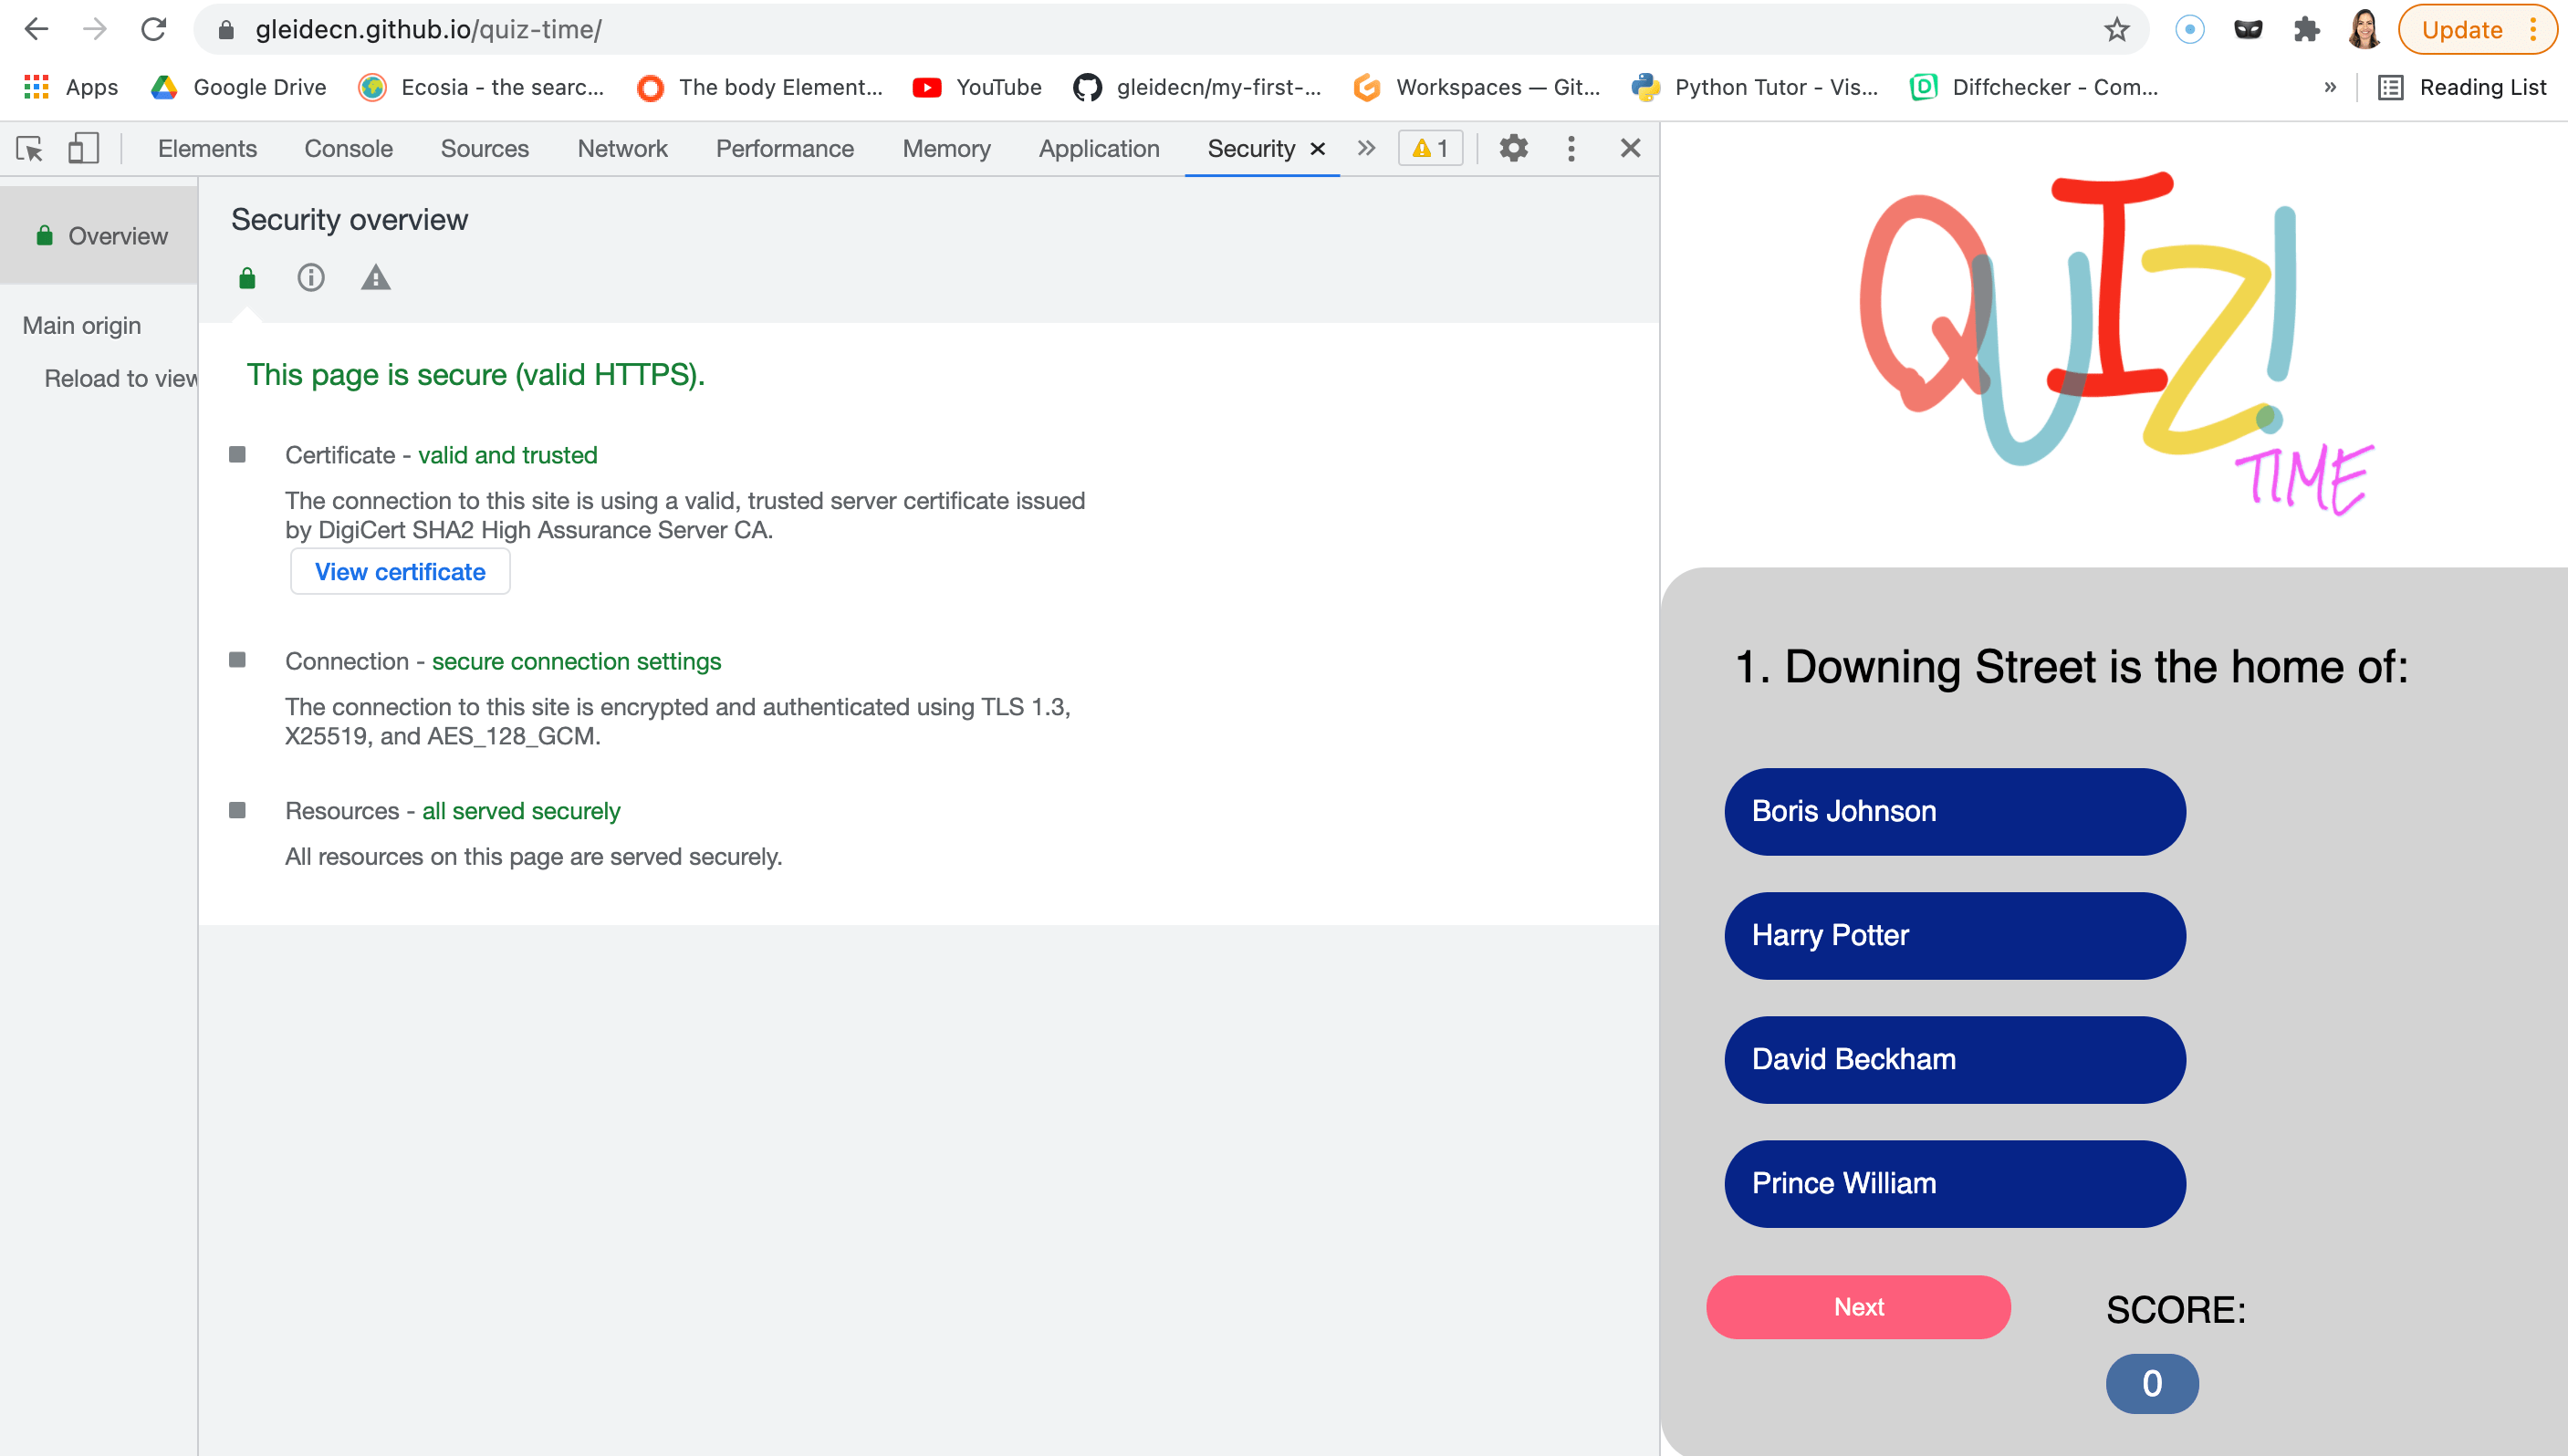 gleidecn.github.io/quiz-time/
Update
Apps
Google Drive
Ecosia - the searc...
The body Element...
YouTube
gleidecn/my-first-...
Workspaces — Git...
Python Tutor - Vis...
Diffchecker - Com...
»
Reading List
Elements
Console
Sources
Network
Performance
Memory
Application
Security ×
1
Overview
Main origin
Reload to view
Security overview
This page is secure (valid HTTPS).
Certificate - valid and trusted
The connection to this site is using a valid, trusted server certificate issued
by DigiCert SHA2 High Assurance Server CA.
View certificate
Connection - secure connection settings
The connection to this site is encrypted and authenticated using TLS 1.3,
X25519, and AES_128_GCM.
Resources - all served securely
All resources on this page are served securely.
QUIZ!
TIME
1. Downing Street is the home of:
Boris Johnson
Harry Potter
David Beckham
Prince William
Next
SCORE:
0